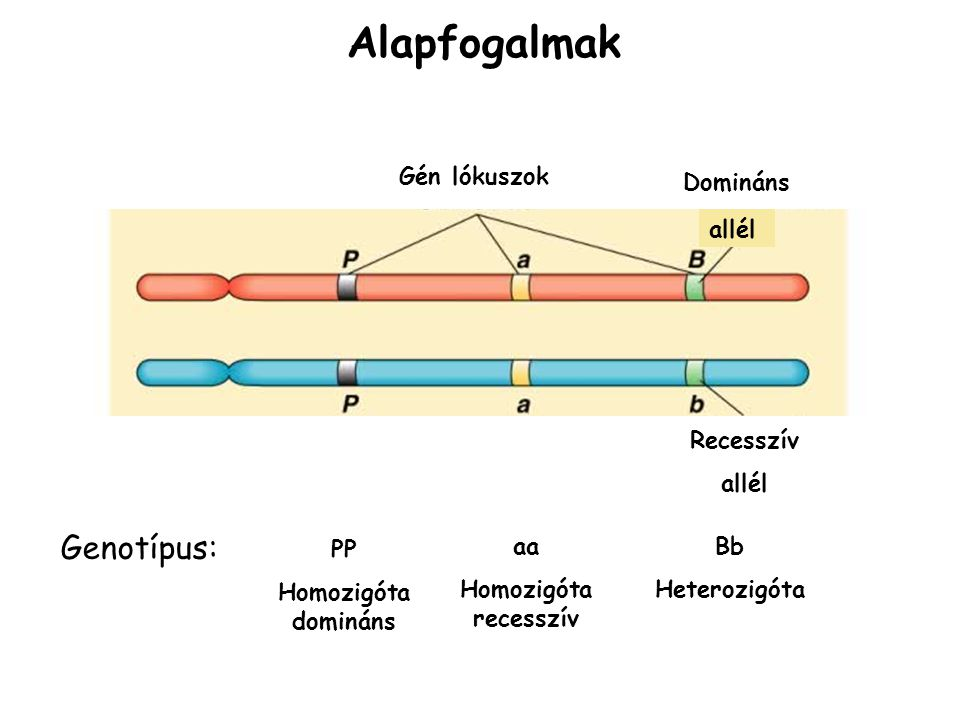 Alapfogalmak
Gén lókuszok
Domináns
allél
P a B
P a b
Recesszív
allél
Genotípus:
PP
Homozigóta
domináns
aa
Homozigóta
recesszív
Bb
Heterozigóta